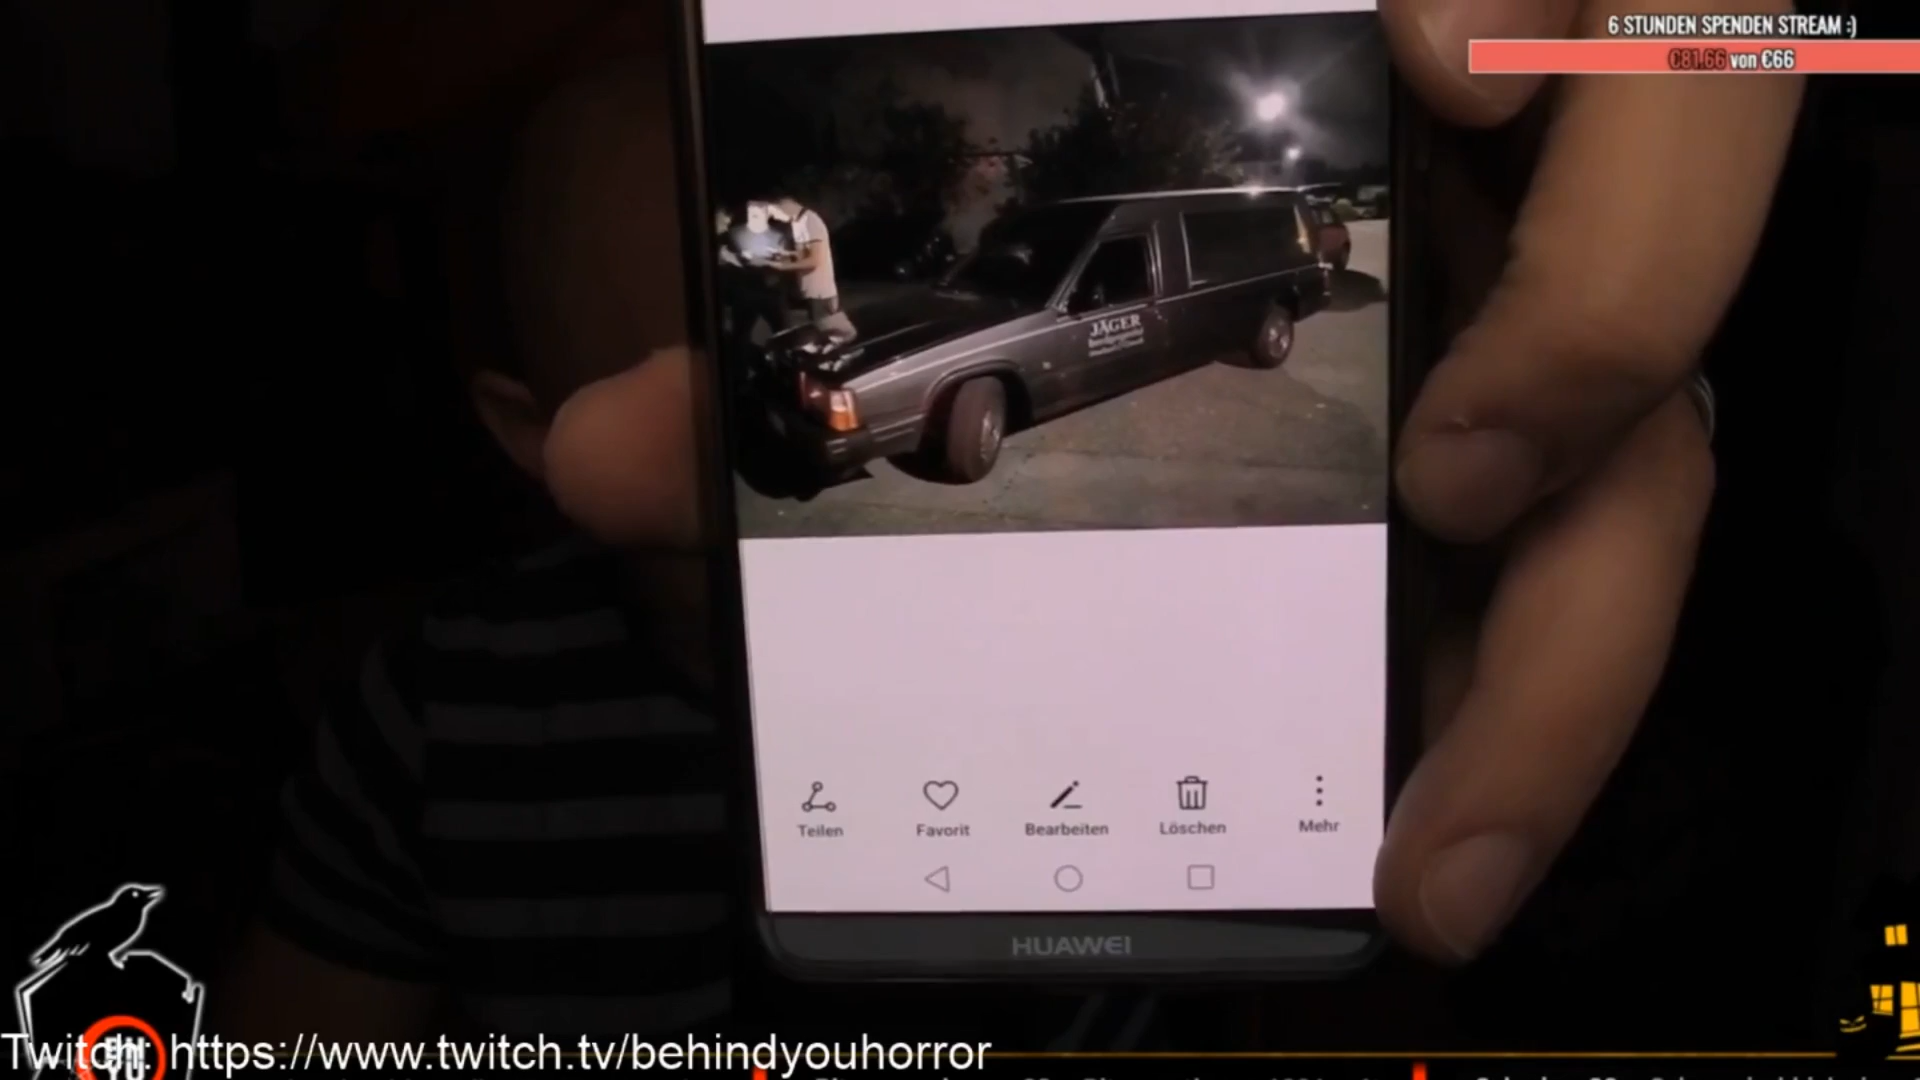 6 STUNDEN SPENDEN STREAM :)
€81.66 von €66
JÄGER
Teilen
Favorit
Bearbeiten
Löschen
Mehr
HUAWEI
Twitch: https://www.twitch.tv/behindyouhorror